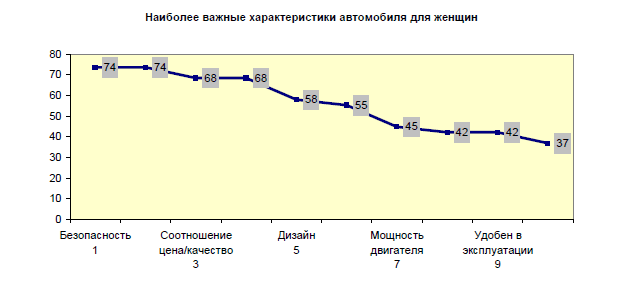 Наиболее важные характеристики автомобиля для женщин
80
70
60
50
40
30
20
10
0
74
74
68
68
58
55
45
42
42
37
Безопасность
1
Соотношение
цена/качество
3
Дизайн
5
Мощность
двигателя
7
Удобен в
эксплуатации
9